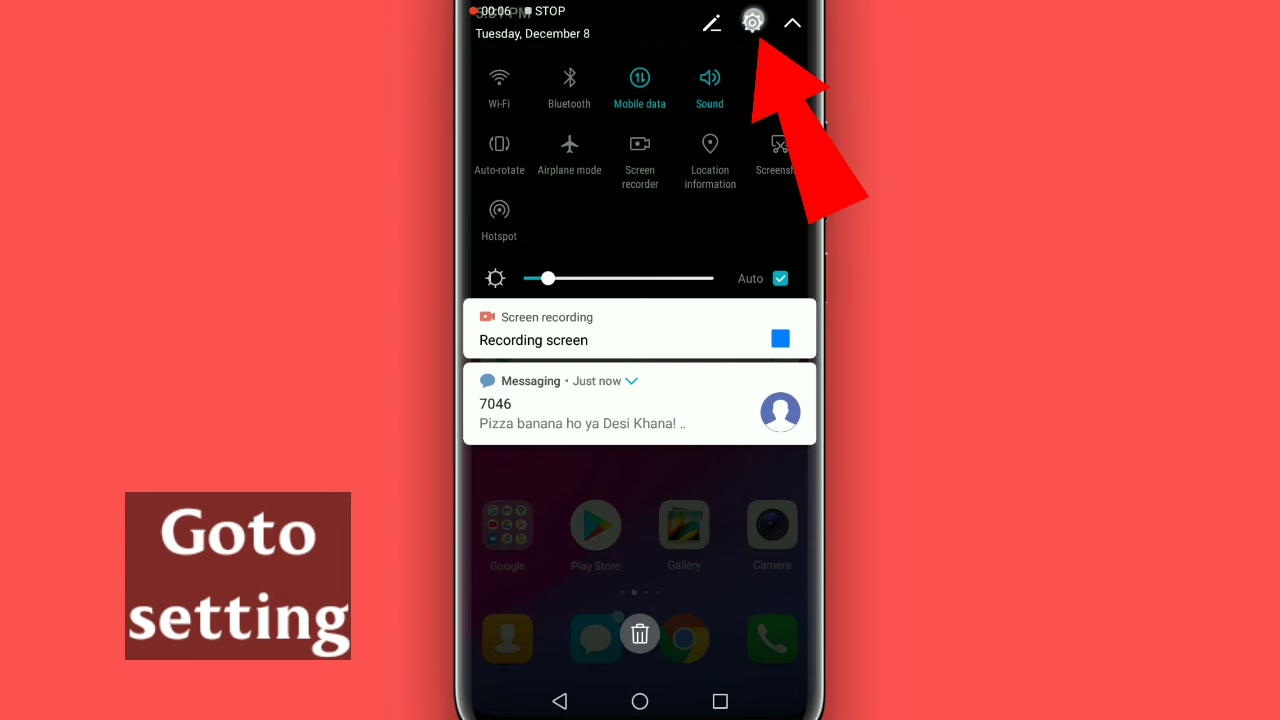 00:06 STOP
Tuesday, December 8
Wi-Fi
Bluetooth
Mobile data
Sound
Auto-rotate
Airplane mode
Screen
recorder
Location
information
Hotspot
Auto
Screen recording
Recording screen
Messaging • Just now
7046
Pizza banana ho ya Desi Khana! ..
Google
Play Store
Gallery
Camera
Goto
setting